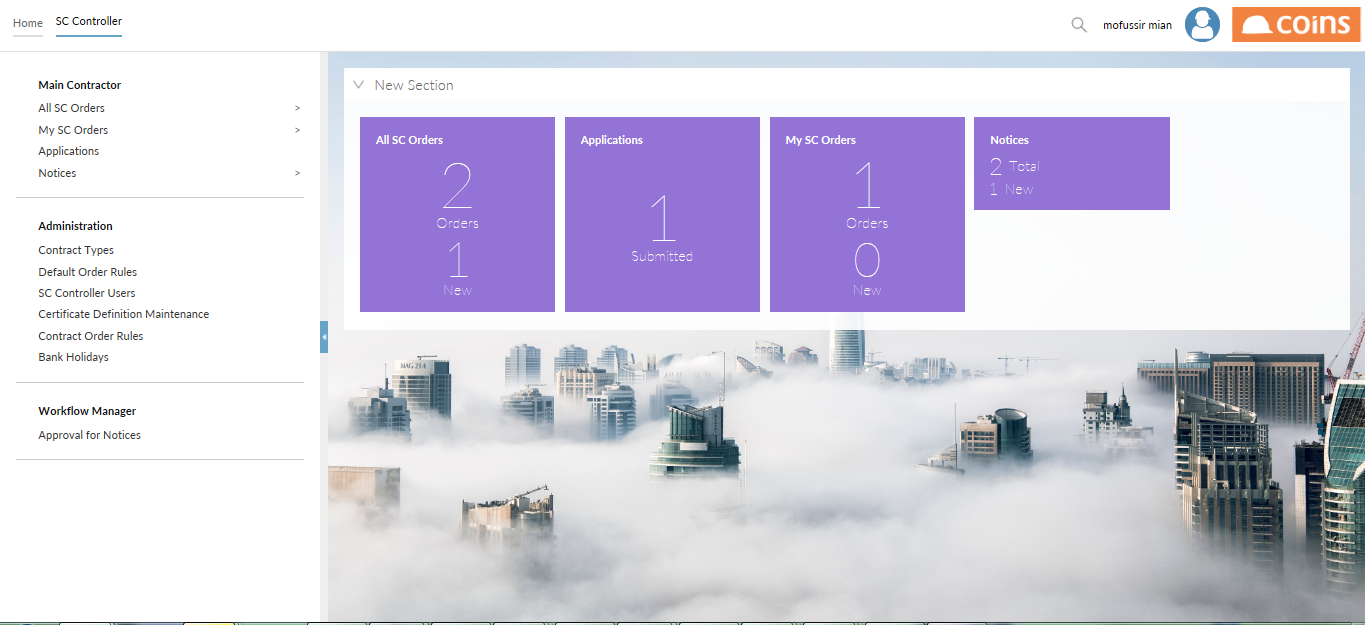 Home
SC Controller
mofussir mian
coins
Main Contractor
All SC Orders >
My SC Orders >
Applications
Notices >
Administration
Contract Types
Default Order Rules
SC Controller Users
Certificate Definition Maintenance
Contract Order Rules
Bank Holidays
Workflow Manager
Approval for Notices
New Section
All SC Orders
2
Orders
1
New
Applications
1
Submitted
My SC Orders
1
Orders
0
New
Notices
2 Total
1 New
MAG 214